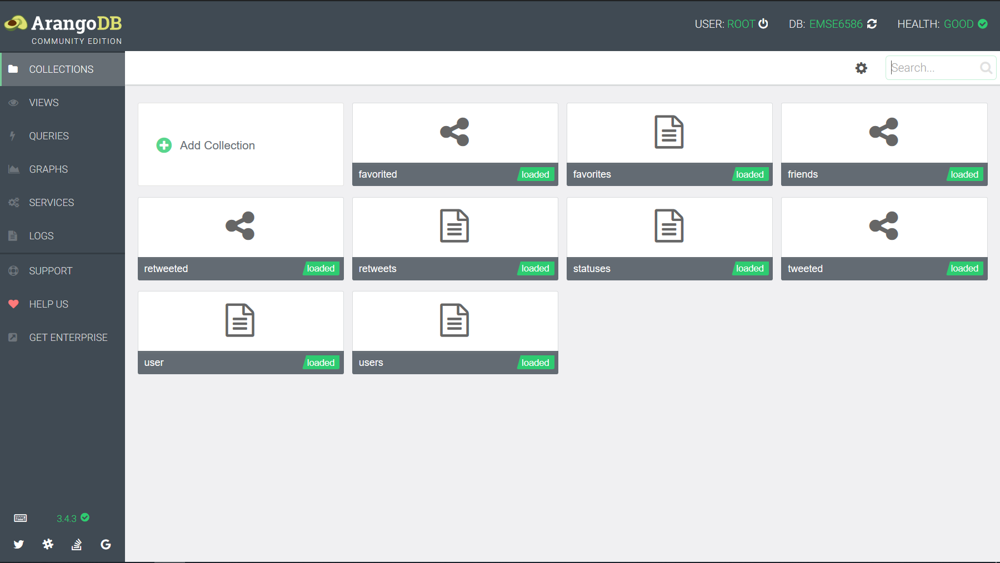 ArangoDB
COMMUNITY EDITION
USER: ROOT
DB: EMSE6586
HEALTH: GOOD
COLLECTIONS
VIEWS
QUERIES
GRAPHS
SERVICES
LOGS
SUPPORT
HELP US
GET ENTERPRISE
3.4.3
Search...
Add Collection
favorited loaded
favorites loaded
friends loaded
retweeted loaded
retweets loaded
statuses loaded
tweeted loaded
user loaded
users loaded